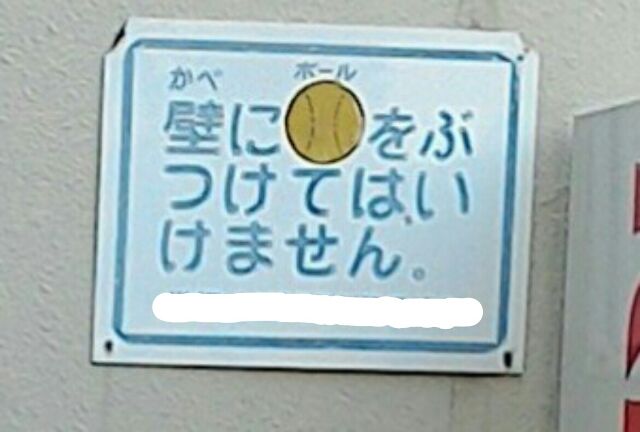 かべ ボール
壁に を ぶ
つけてはい
けません。